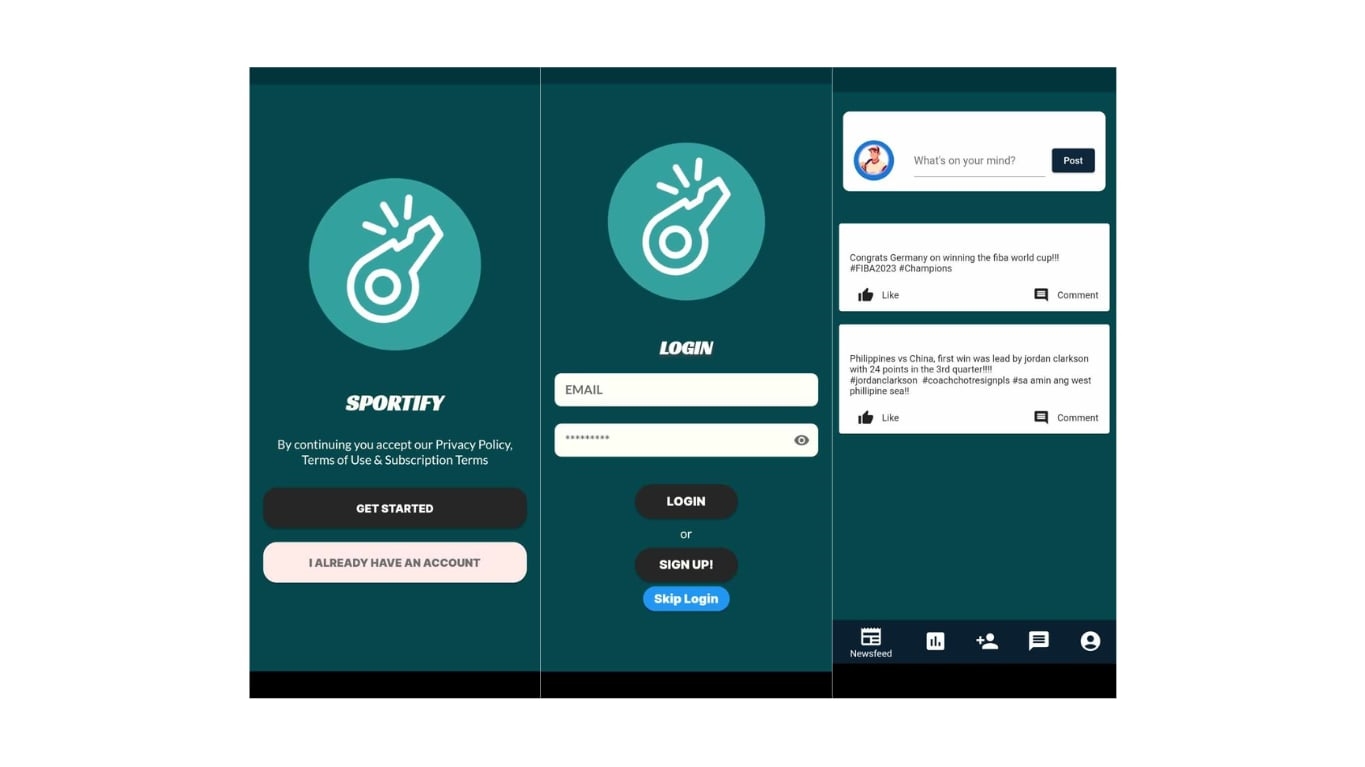 SPORTIFY
By continuing you accept our Privacy Policy,
Terms of Use & Subscription Terms
GET STARTED
I ALREADY HAVE AN ACCOUNT
LOGIN
EMAIL
*********
LOGIN
or
SIGN UP!
Skip Login
What's on your mind?
Post
Congrats Germany on winning the fiba world cup!!!
#FIBA2023 #Champions
Like
Comment
Philippines vs China, first win was lead by jordan clarkson
with 24 points in the 3rd quarter!!!!
#jordanclarkson #coachchotresignpls #sa amin ang west
phillipine sea!!
Like
Comment
Newsfeed